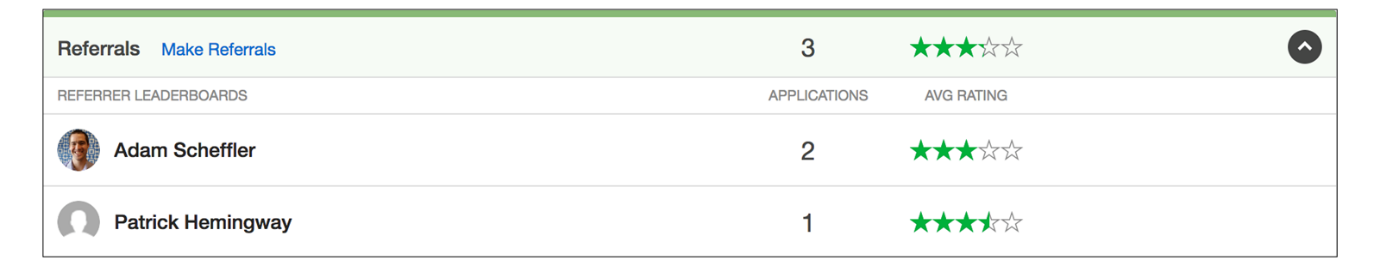 Referrals Make Referrals 3
REFERRER LEADERBOARDS APPLICATIONS AVG RATING
Adam Scheffler 2
Patrick Hemingway 1